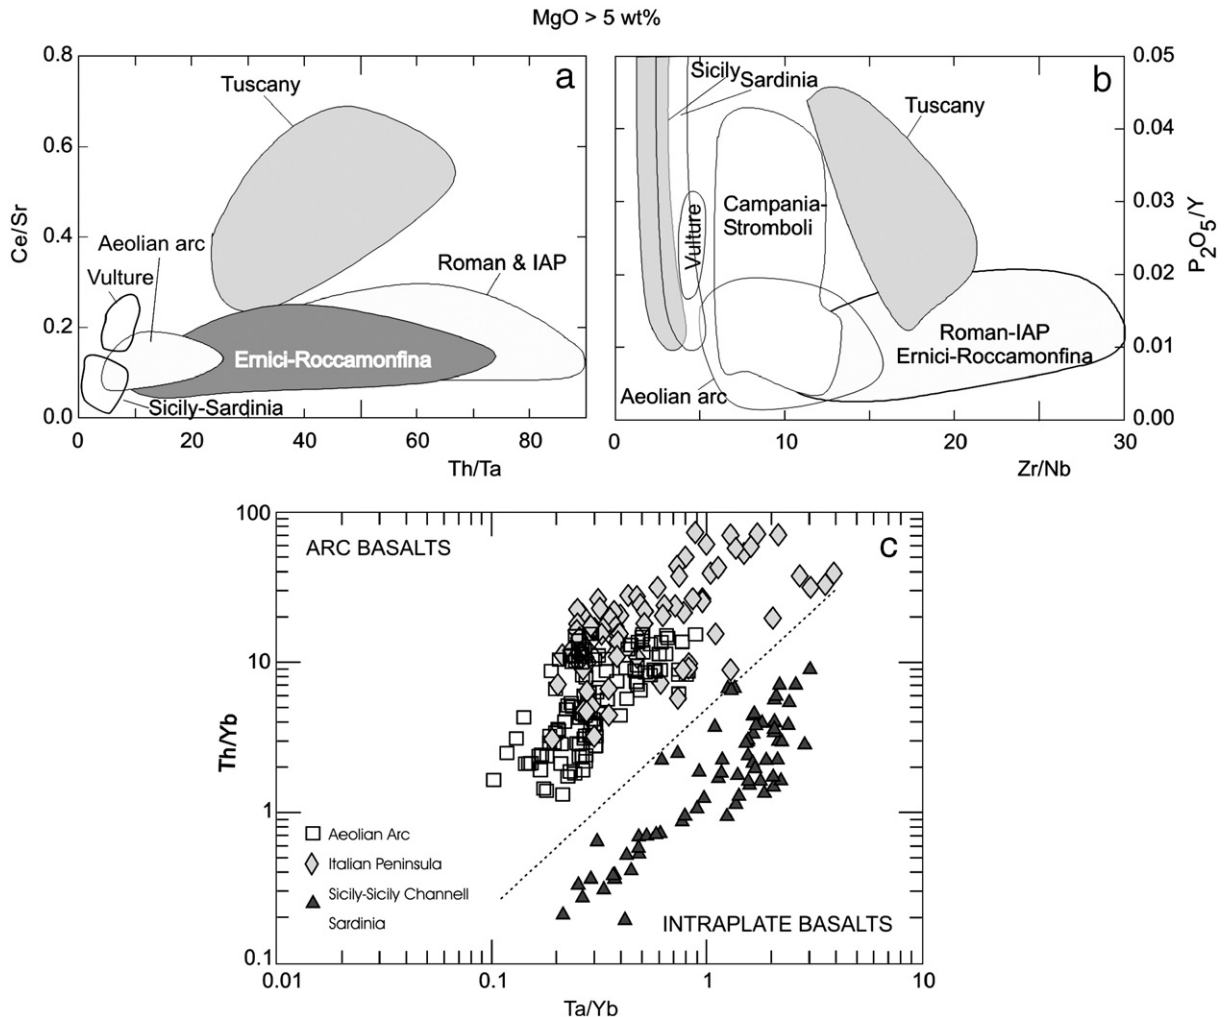 MgO > 5 wt%
a
Tuscany
Aeolian arc
Vulture
Roman & IAP
Ernici-Roccamonfina
Sicily-Sardinia
0.8
0.6
0.4
0.2
0.0
Ce/Sr
0 20 40 60 80
Th/Ta
b
Sicily
Sardinia
Tuscany
Vulture
Campania-
Stromboli
Roman-IAP
Ernici-Roccamonfina
Aeolian arc
0.05
0.04
0.03
0.02
0.01
0.00
P2O5/Y
0 10 20 30
Zr/Nb
c
ARC BASALTS
INTRAPLATE BASALTS
100
10
1
0.1
Th/Yb
Aeolian Arc
Italian Peninsula
Sicily-Sicily Channell
Sardinia
0.01 0.1 1 10
Ta/Yb